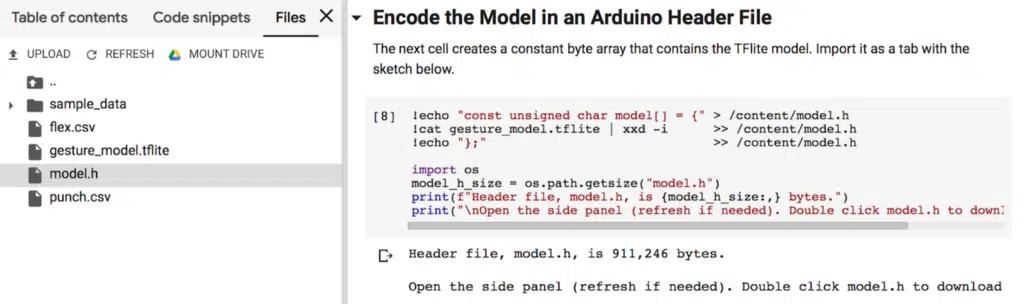 Table of contents
Code snippets
Files
UPLOAD
REFRESH
MOUNT DRIVE
..
sample_data
flex.csv
gesture_model.tflite
model.h
punch.csv
Encode the Model in an Arduino Header File
The next cell creates a constant byte array that contains the TFlite model. Import it as a tab with the
sketch below.
[8]
!echo "const unsigned char model[] = {" > /content/model.h
!cat gesture_model.tflite | xxd -i      >> /content/model.h
!echo "};"                              >> /content/model.h
import os
model_h_size = os.path.getsize("model.h")
print(f"Header file, model.h, is {model_h_size:,} bytes.")
print("\nOpen the side panel (refresh if needed). Double click model.h to downl
Header file, model.h, is 911,246 bytes.
Open the side panel (refresh if needed). Double click model.h to download